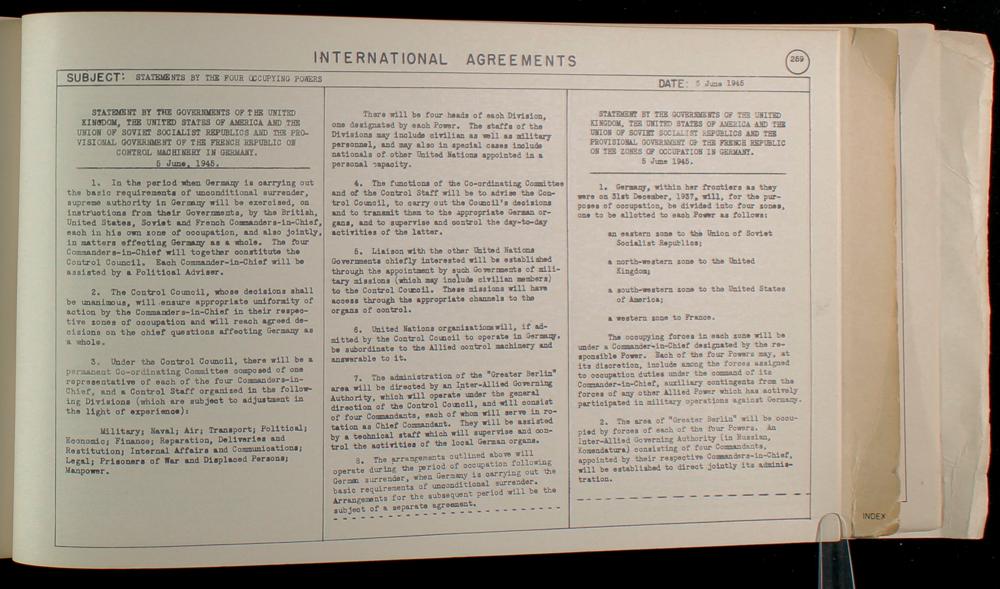 INTERNATIONAL AGREEMENTS
259
SUBJECT: STATEMENTS BY THE FOUR OCCUPYING POWERS
DATE: 5 June 1945
STATEMENT BY THE GOVERNMENTS OF THE UNITED
KINGDOM, THE UNITED STATES OF AMERICA AND THE
UNION OF SOVIET SOCIALIST REPUBLICS AND THE PRO-
VISIONAL GOVERNMENT OF THE FRENCH REPUBLIC ON
CONTROL MACHINERY IN GERMANY.
5 June, 1945.
1. In the period when Germany is carrying out
the basic requirements of unconditional surrender,
supreme authority in Germany will be exercised, on
instructions from their Governments, by the British,
United States, Soviet and French Commanders-in-Chief,
each in his own zone of occupation, and also jointly,
in matters effecting Germany as a whole. The four
Commanders-in-Chief will together constitute the
Control Council. Each Commander-in-Chief will be
assisted by a Political Adviser.
2. The Control Council, whose decisions shall
be unanimous, will ensure appropriate uniformity of
action by the Commanders-in-Chief in their respec-
tive zones of occupation and will reach agreed de-
cisions on the chief questions affecting Germany as
a whole.
3. Under the Control Council, there will be a
permanent Co-ordinating Committee composed of one
representative of each of the four Commanders-in-
Chief, and a Control Staff organized in the follow-
ing Divisions (which are subject to adjustment in
the light of experience):
Military; Naval; Air; Transport; Political;
Economic; Finance; Reparation, Deliveries and
Restitution; Internal Affairs and Communications;
Legal; Prisoners of War and Displaced Persons;
Manpower.
There will be four heads of each Division,
one designated by each Power. The staffs of the
Divisions may include civilian as well as military
personnel, and may also in special cases include
nationals of other United Nations appointed in a
personal capacity.
4. The functions of the Co-ordinating Committee
and of the Control Staff will be to advise the Con-
trol Council, to carry out the Council's decisions
and to transmit them to the appropriate German or-
gans, and to supervise and control the day-to-day
activities of the latter.
5. Liaison with the other United Nations
Governments chiefly interested will be established
through the appointment by such Governments of mili-
tary missions (which may include civilian members)
to the Control Council. These missions will have
access through the appropriate channels to the
organs of control.
6. United Nations organizations will, if ad-
mitted by the Control Council to operate in Germany,
be subordinate to the Allied control machinery and
answerable to it.
7. The administration of the "Greater Berlin"
area will be directed by an Inter-Allied Governing
Authority, which will operate under the general
direction of the Control Council, and will consist
of four Commandants, each of whom will serve in ro-
tation as Chief Commandant. They will be assisted
by a technical staff which will supervise and con-
trol the activities of the local German organs.
8. The arrangements outlined above will
operate during the period of occupation following
German surrender, when Germany is carrying out the
basic requirements of unconditional surrender.
Arrangements for the subsequent period will be the
subject of a separate agreement.
STATEMENT BY THE GOVERNMENTS OF THE UNITED
KINGDOM, THE UNITED STATES OF AMERICA AND THE
UNION OF SOVIET SOCIALIST REPUBLICS AND THE
PROVISIONAL GOVERNMENT OF THE FRENCH REPUBLIC
ON THE ZONES OF OCCUPATION IN GERMANY.
5 June 1945.
1. Germany, within her frontiers as they
were on 31st December, 1937, will, for the pur-
poses of occupation, be divided into four zones,
one to be allotted to each Power as follows:
an eastern zone to the Union of Soviet
Socialist Republics;
a north-western zone to the United
Kingdom;
a south-western zone to the United States
of America;
a western zone to France.
The occupying forces in each zone will be
under a Commander-in-Chief designated by the re-
sponsible Power. Each of the four Powers may, at
its discretion, include among the forces assigned
to occupation duties under the command of its
Commander-in-Chief, auxiliary contingents from the
forces of any other Allied Power which has actively
participated in military operations against Germany.
2. The area of "Greater Berlin" will be occu-
pied by forces of each of the four Powers. An
Inter-Allied Governing Authority (in Russian,
Komendatura) consisting of four Commandants,
appointed by their respective Commanders-in-Chief,
will be established to direct jointly its adminis-
tration.
INDEX